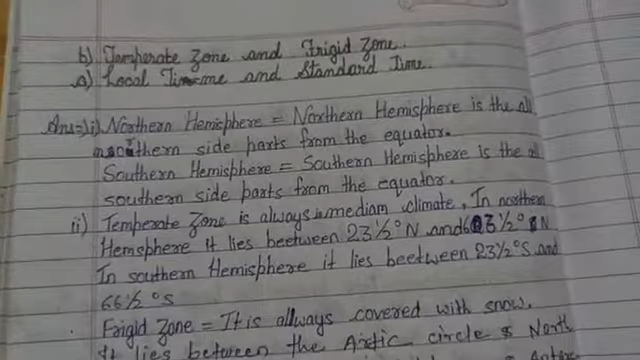 b) Temperate Zone and Frigid Zone.
a) Local Time and Standard Time.
Ans=) i) Northern Hemisphere = Northern Hemisphere is the all
noothern side parts from the equator.
Southern Hemisphere = Southern Hemisphere is the all
southern side parts from the equator.
ii) Temperate Zone is always in mediam climate, In northern
Hemsphere it lies beetween 23½°N and 63½°N
In southern Hemisphere it lies beetween 23½°S and
66½°S
Frigid Zone = It is allways covered with snow.
It lies between the Arctic circle & North